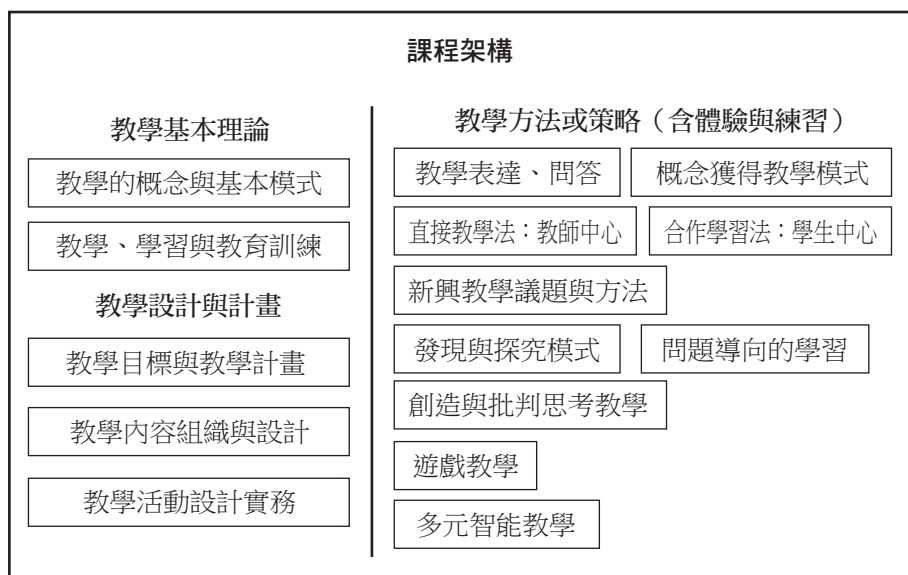 課程架構
教學基本理論
教學的概念與基本模式
教學、學習與教育訓練
教學設計與計畫
教學目標與教學計畫
教學內容組織與設計
教學活動設計實務
教學方法或策略（含體驗與練習）
教學表達、問答
概念獲得教學模式
直接教學法：教師中心
合作學習法：學生中心
新興教學議題與方法
發現與探究模式
問題導向的學習
創造與批判思考教學
遊戲教學
多元智能教學